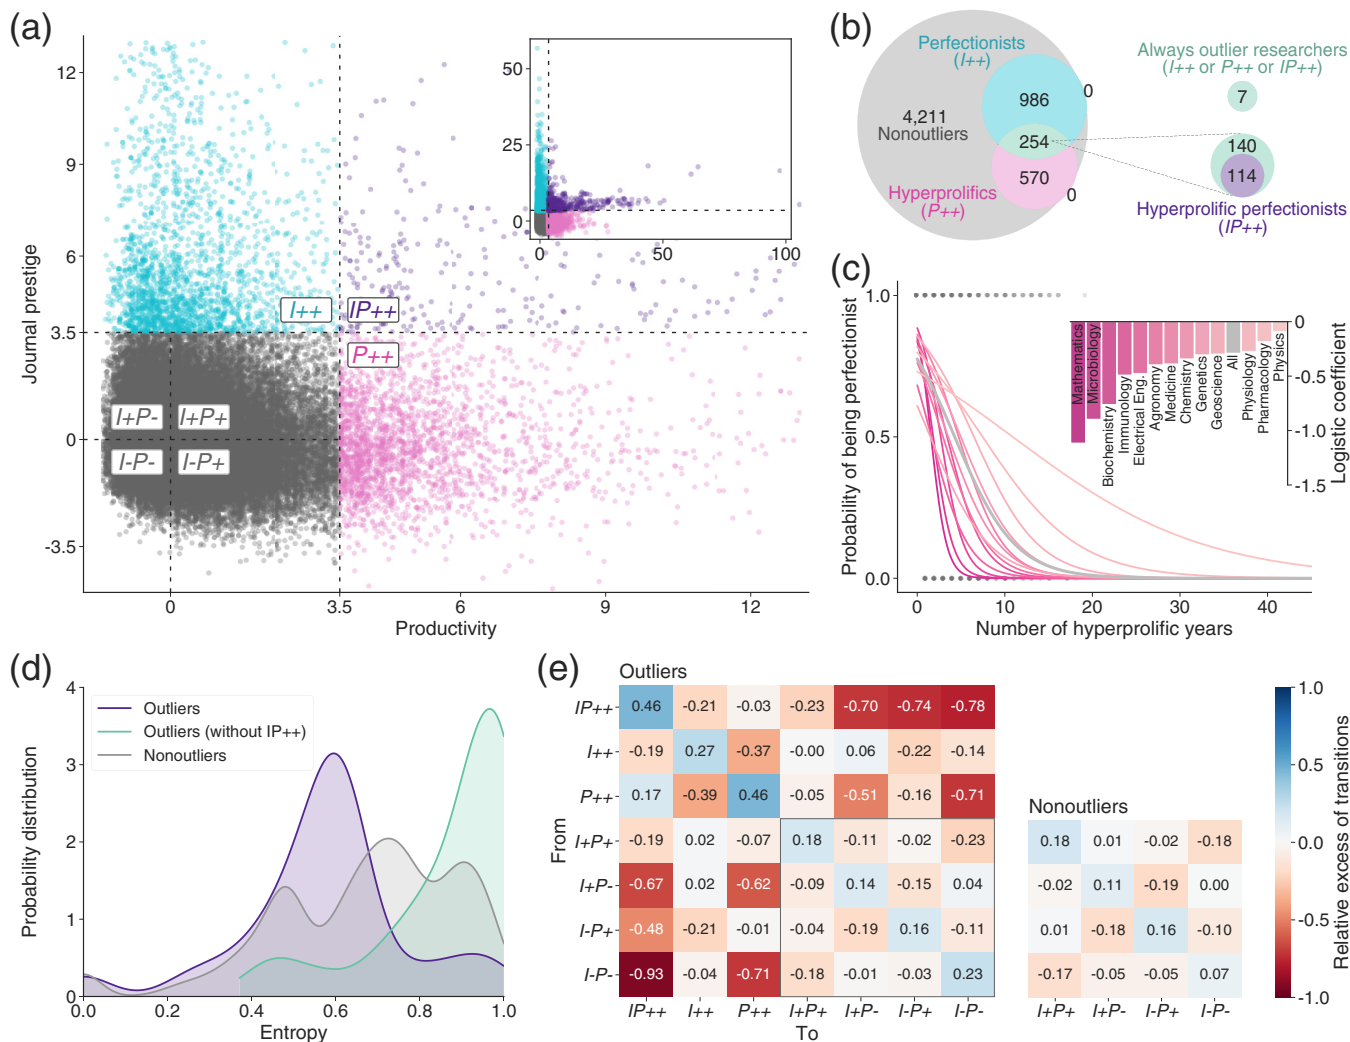 (a)
Journal prestige
12
9
6
3.5
0
-3.5
0
3.5
6
9
12
Productivity
I++
IP++
P++
I+P-
I+P+
I-P-
I-P+
50
25
0
0
50
100
(b)
Perfectionists
(I++)
986
0
4,211
Nonoutliers
254
570
0
Hyperprolifics
(P++)
Always outlier researchers
(I++ or P++ or IP++)
7
140
114
Hyperprolific perfectionists
(IP++)
(c)
Probability of being perfectionist
1.0
0.5
0.0
0
10
20
30
40
Number of hyperprolific years
Mathematics
Microbiology
Biochemistry
Immunology
Electrical Eng.
Agronomy
Medicine
Chemistry
Genetics
Geoscience
All
Physiology
Pharmacology
Physics
0
-0.5
-1.0
-1.5
Logistic coefficient
(d)
Probability distribution
4
3
2
1
0
0.0
0.2
0.4
0.6
0.8
1.0
Entropy
Outliers
Outliers (without IP++)
Nonoutliers
(e)
Outliers
From
IP++ 0.46 -0.21 -0.03 -0.23 -0.70 -0.74 -0.78
I++ -0.19 0.27 -0.37 -0.00 0.06 -0.22 -0.14
P++ 0.17 -0.39 0.46 -0.05 -0.51 -0.16 -0.71
I+P+ -0.19 0.02 -0.07 0.18 -0.11 -0.02 -0.23
I+P- -0.67 0.02 -0.62 -0.09 0.14 -0.15 0.04
I-P+ -0.48 -0.21 -0.01 -0.04 -0.19 0.16 -0.11
I-P- -0.93 -0.04 -0.71 -0.18 -0.01 -0.03 0.23
IP++ I++ P++ I+P+ I+P- I-P+ I-P-
To
Nonoutliers
0.18 0.01 -0.02 -0.18
-0.02 0.11 -0.19 0.00
0.01 -0.18 0.16 -0.10
-0.17 -0.05 -0.05 0.07
I+P+ I+P- I-P+ I-P-
1.0
0.5
0.0
-0.5
-1.0
Relative excess of transitions